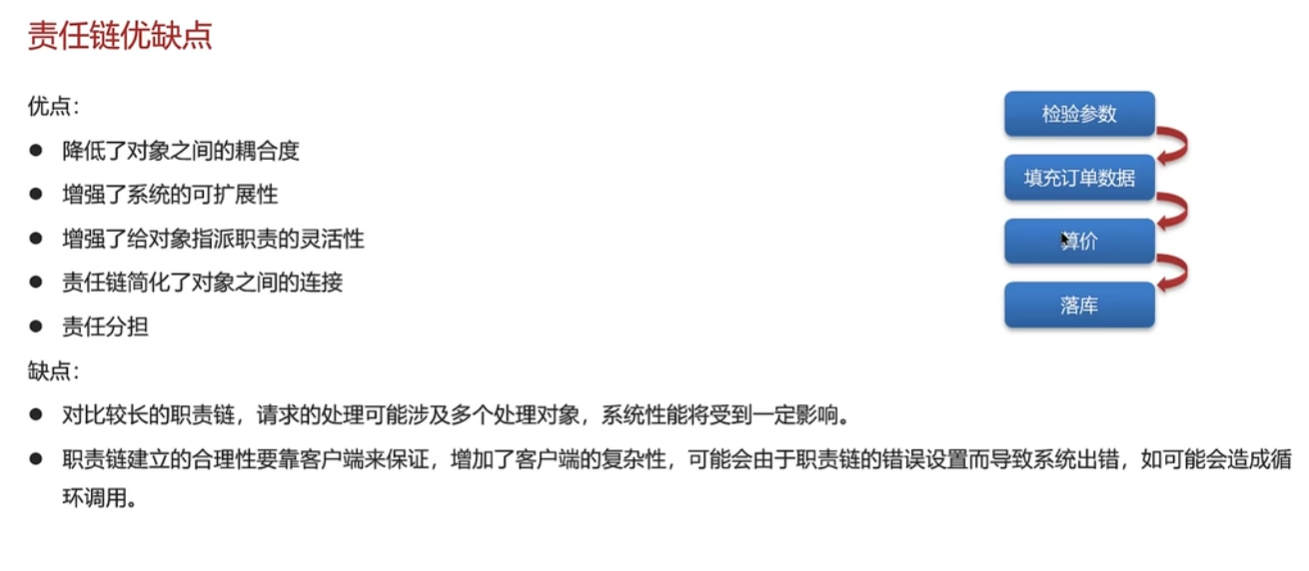 责任链优缺点
优点：
● 降低了对象之间的耦合度
● 增强了系统的可扩展性
● 增强了给对象指派职责的灵活性
● 责任链简化了对象之间的连接
● 责任分担
缺点：
● 对比较长的职责链，请求的处理可能涉及多个处理对象，系统性能将受到一定影响。
● 职责链建立的合理性要靠客户端来保证，增加了客户端的复杂性，可能会由于职责链的错误设置而导致系统出错，如可能会造成循
环调用。
检验参数
填充订单数据
算价
落库